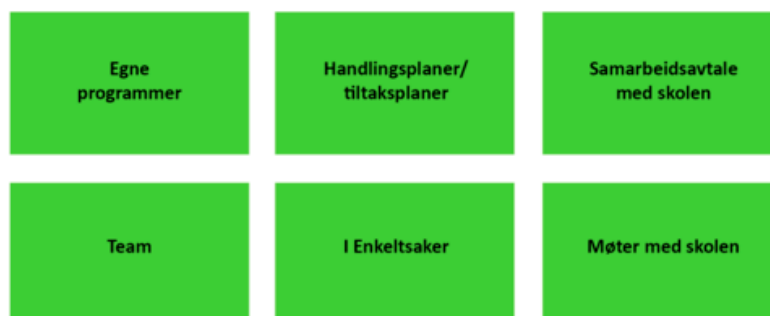 Egne
programmer
Handlingsplaner/
tiltaksplaner
Samarbeidsavtale
med skolen
Team
I Enkeltsaker
Møter med skolen